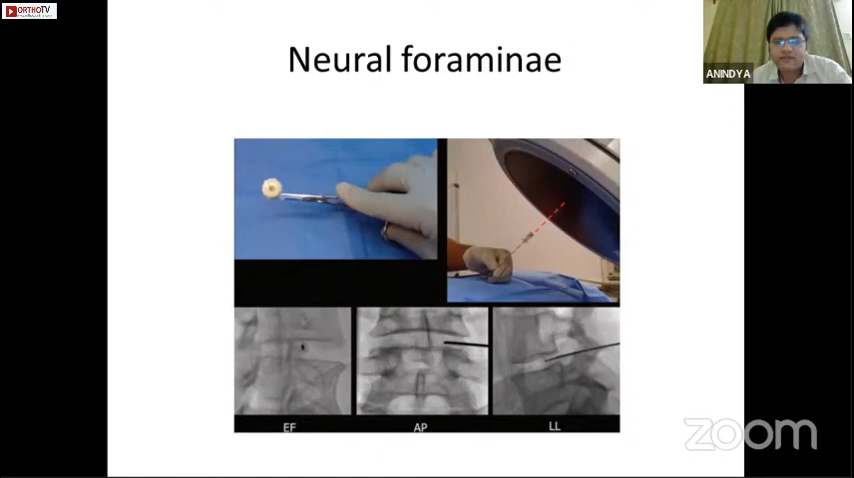 ORTHOTV
Neural foraminae
ANINDYA
EF
AP
LL
zoom